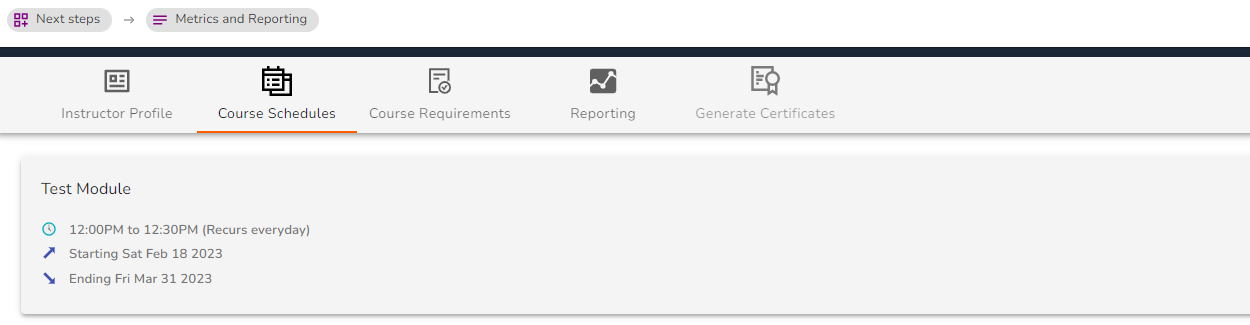 Next steps
Metrics and Reporting
Instructor Profile
Course Schedules
Course Requirements
Reporting
Generate Certificates
Test Module
12:00PM to 12:30PM (Recurs everyday)
Starting Sat Feb 18 2023
Ending Fri Mar 31 2023